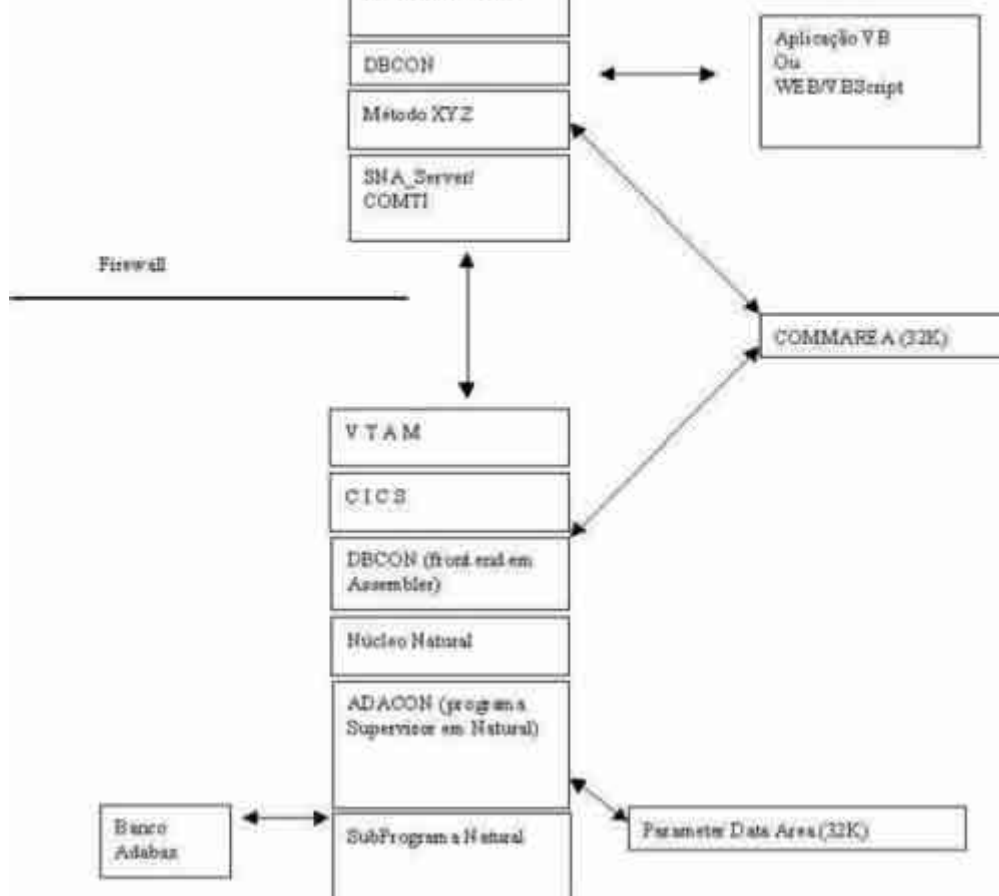 DBCON
Método XYZ
SNA_Server/
COMTI
Aplicação VB
Ou
WEB/VBScript
Firewall
COMMAREA (32K)
V T A M
C I C S
DBCON (front end em
Assembler)
Núcleo Natural
ADACON (programa
Supervisor em Natural)
SubPrograma Natural
Banco
Adabas
Parameter Data Area (32K)